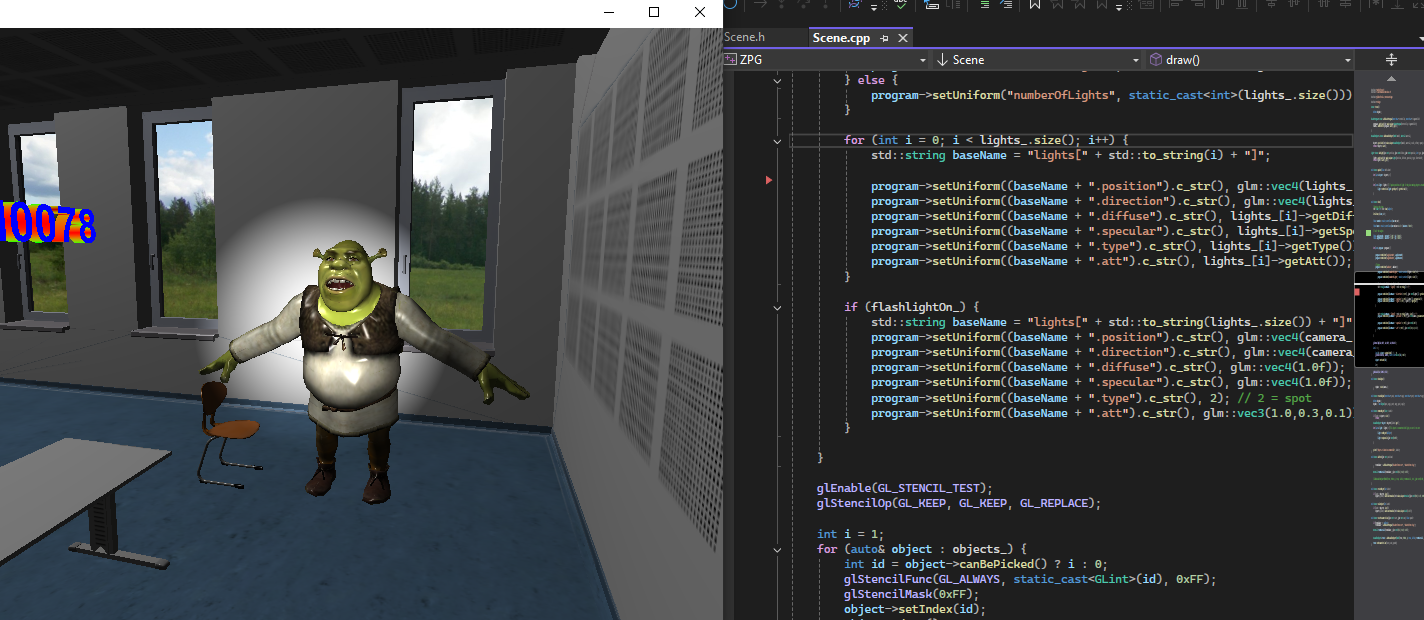 10078
Scene.h
Scene.cpp
ZPG
Scene
draw()
} else {
program->setUniform("numberOfLights", static_cast<int>(lights_.size()))
}
for (int i = 0; i < lights_.size(); i++) {
std::string baseName = "lights[" + std::to_string(i) + "]";
program->setUniform((baseName + ".position").c_str(), glm::vec4(lights_
program->setUniform((baseName + ".direction").c_str(), glm::vec4(lights
program->setUniform((baseName + ".diffuse").c_str(), lights_[i]->getDif
program->setUniform((baseName + ".specular").c_str(), lights_[i]->getSpe
program->setUniform((baseName + ".type").c_str(), lights_[i]->getType()
program->setUniform((baseName + ".att").c_str(), lights_[i]->getAtt());
}
if (flashlightOn_) {
std::string baseName = "lights[" + std::to_string(lights_.size()) + "]"
program->setUniform((baseName + ".position").c_str(), glm::vec4(camera_
program->setUniform((baseName + ".direction").c_str(), glm::vec4(camera
program->setUniform((baseName + ".diffuse").c_str(), glm::vec4(1.0f));
program->setUniform((baseName + ".specular").c_str(), glm::vec4(1.0f));
program->setUniform((baseName + ".type").c_str(), 2); // 2 = spot
program->setUniform((baseName + ".att").c_str(), glm::vec3(1.0,0.3,0.1)
}
}
glEnable(GL_STENCIL_TEST);
glStencilOp(GL_KEEP, GL_KEEP, GL_REPLACE);
int i = 1;
for (auto& object : objects_) {
int id = object->canBePicked() ? i : 0;
glStencilFunc(GL_ALWAYS, static_cast<GLint>(id), 0xFF);
glStencilMask(0xFF);
object->setIndex(id);